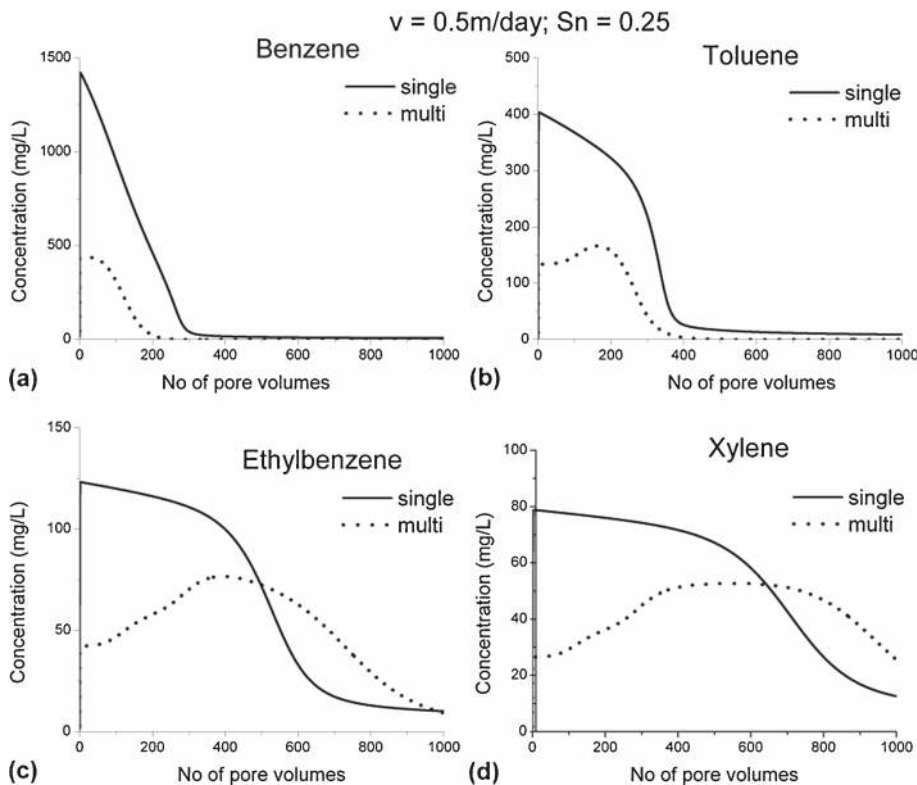 v = 0.5m/day; Sn = 0.25
Benzene
single
multi
Concentration (mg/L)
1500
1000
500
0
0 200 400 600 800 1000
No of pore volumes
(a)
Toluene
single
multi
Concentration (mg/L)
500
400
300
200
100
0
0 200 400 600 800 1000
No of pore volumes
(b)
Ethylbenzene
single
multi
Concentration (mg/L)
150
100
50
0
0 200 400 600 800 1000
No of pore volumes
(c)
Xylene
single
multi
Concentration (mg/L)
100
80
60
40
20
0
0 200 400 600 800 1000
No of pore volumes
(d)